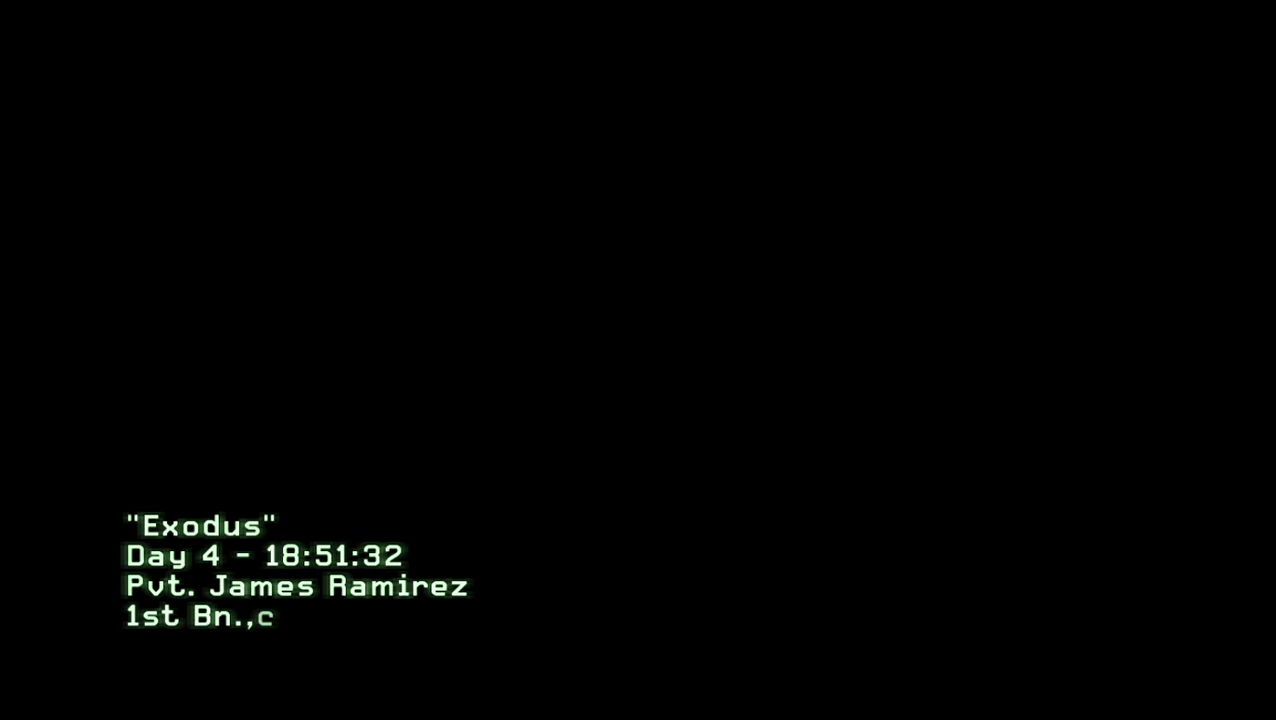 "Exodus"
Day 4 - 18:51:32
Pvt. James Ramirez
1st Bn.,c